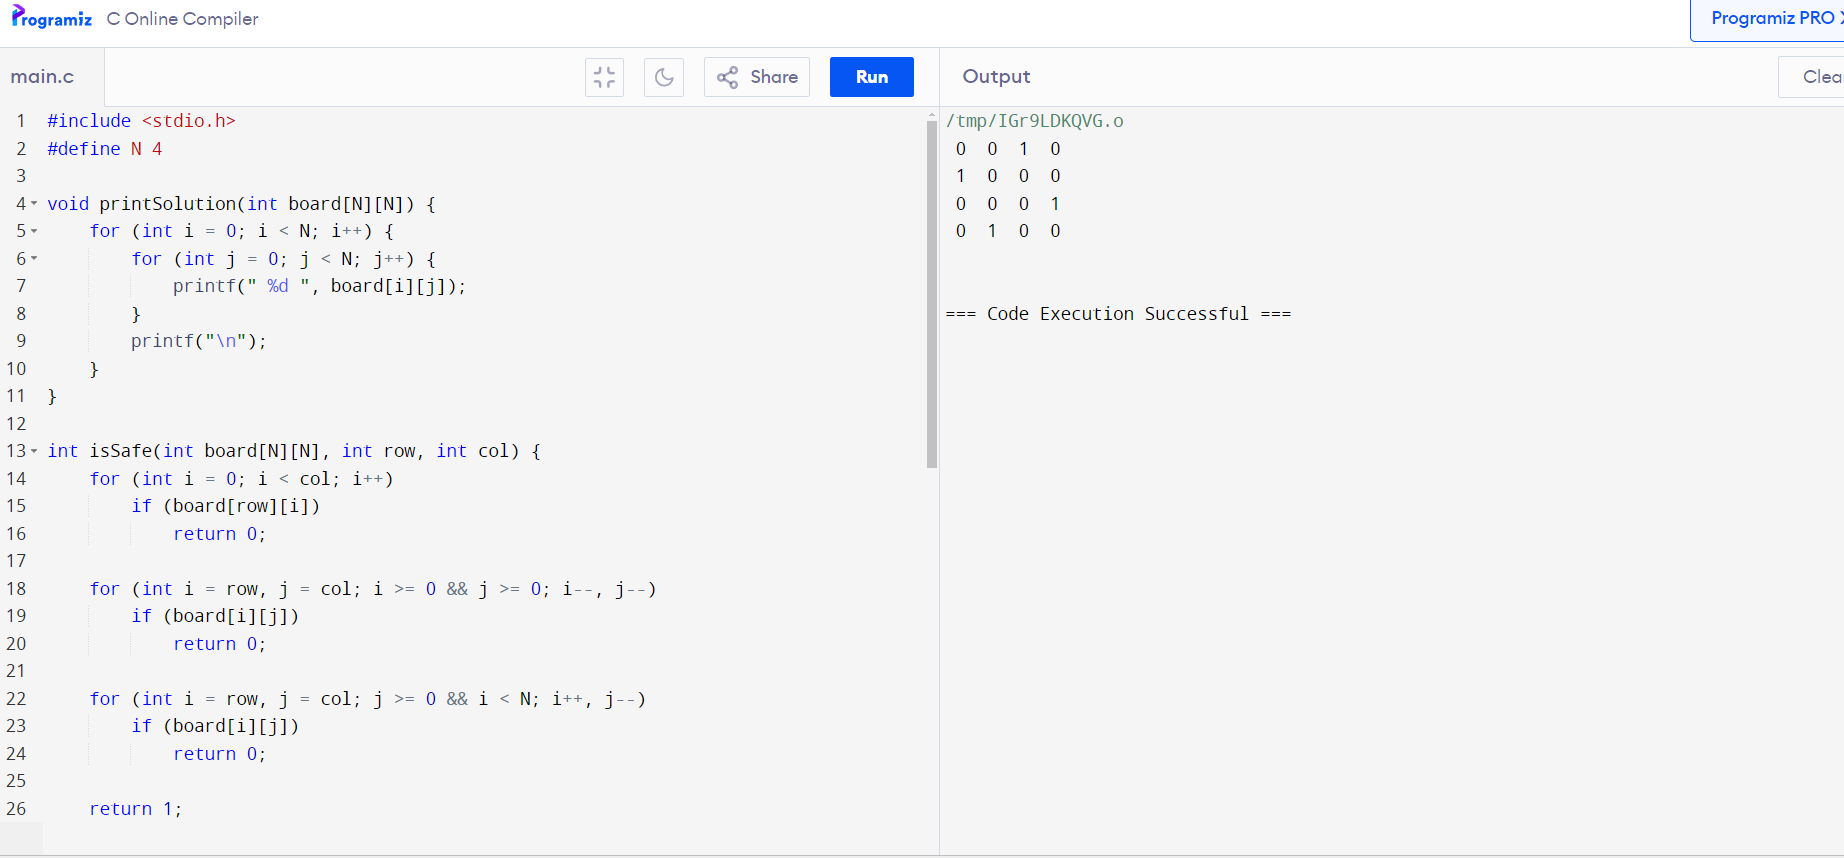 Programiz C Online Compiler
Programiz PRO
main.c
Share
Run
Output
1 #include <stdio.h>
2 #define N 4
3
4 void printSolution(int board[N][N]) {
5     for (int i = 0; i < N; i++) {
6         for (int j = 0; j < N; j++) {
7             printf(" %d ", board[i][j]);
8         }
9         printf("\n");
10     }
11 }
12
13 int isSafe(int board[N][N], int row, int col) {
14     for (int i = 0; i < col; i++)
15         if (board[row][i])
16             return 0;
17
18     for (int i = row, j = col; i >= 0 && j >= 0; i--, j--)
19         if (board[i][j])
20             return 0;
21
22     for (int i = row, j = col; j >= 0 && i < N; i++, j--)
23         if (board[i][j])
24             return 0;
25
26     return 1;
/tmp/IGr9LDKQVG.o
0 0 1 0
1 0 0 0
0 0 0 1
0 1 0 0
=== Code Execution Successful ===